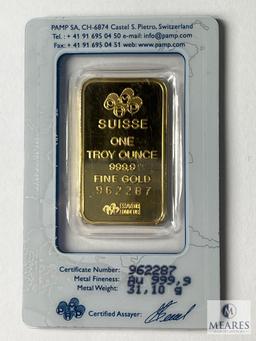 PAMP SA, CH-6874 Castel S. Pietro, Switzerland
Tel. + 41 91 695 04 50 e-mail: info@pamp.com
Fax + 41 91 695 04 51 web: www.pamp.com
SUISSE
ONE
TROY OUNCE
999,9
FINE GOLD
962287
ESSAYEUR
FONDEUR
Certificate Number: 962287
Metal Fineness: Au 999,9
Metal Weight: 31,10 g
Certified Assayer:
MEARES